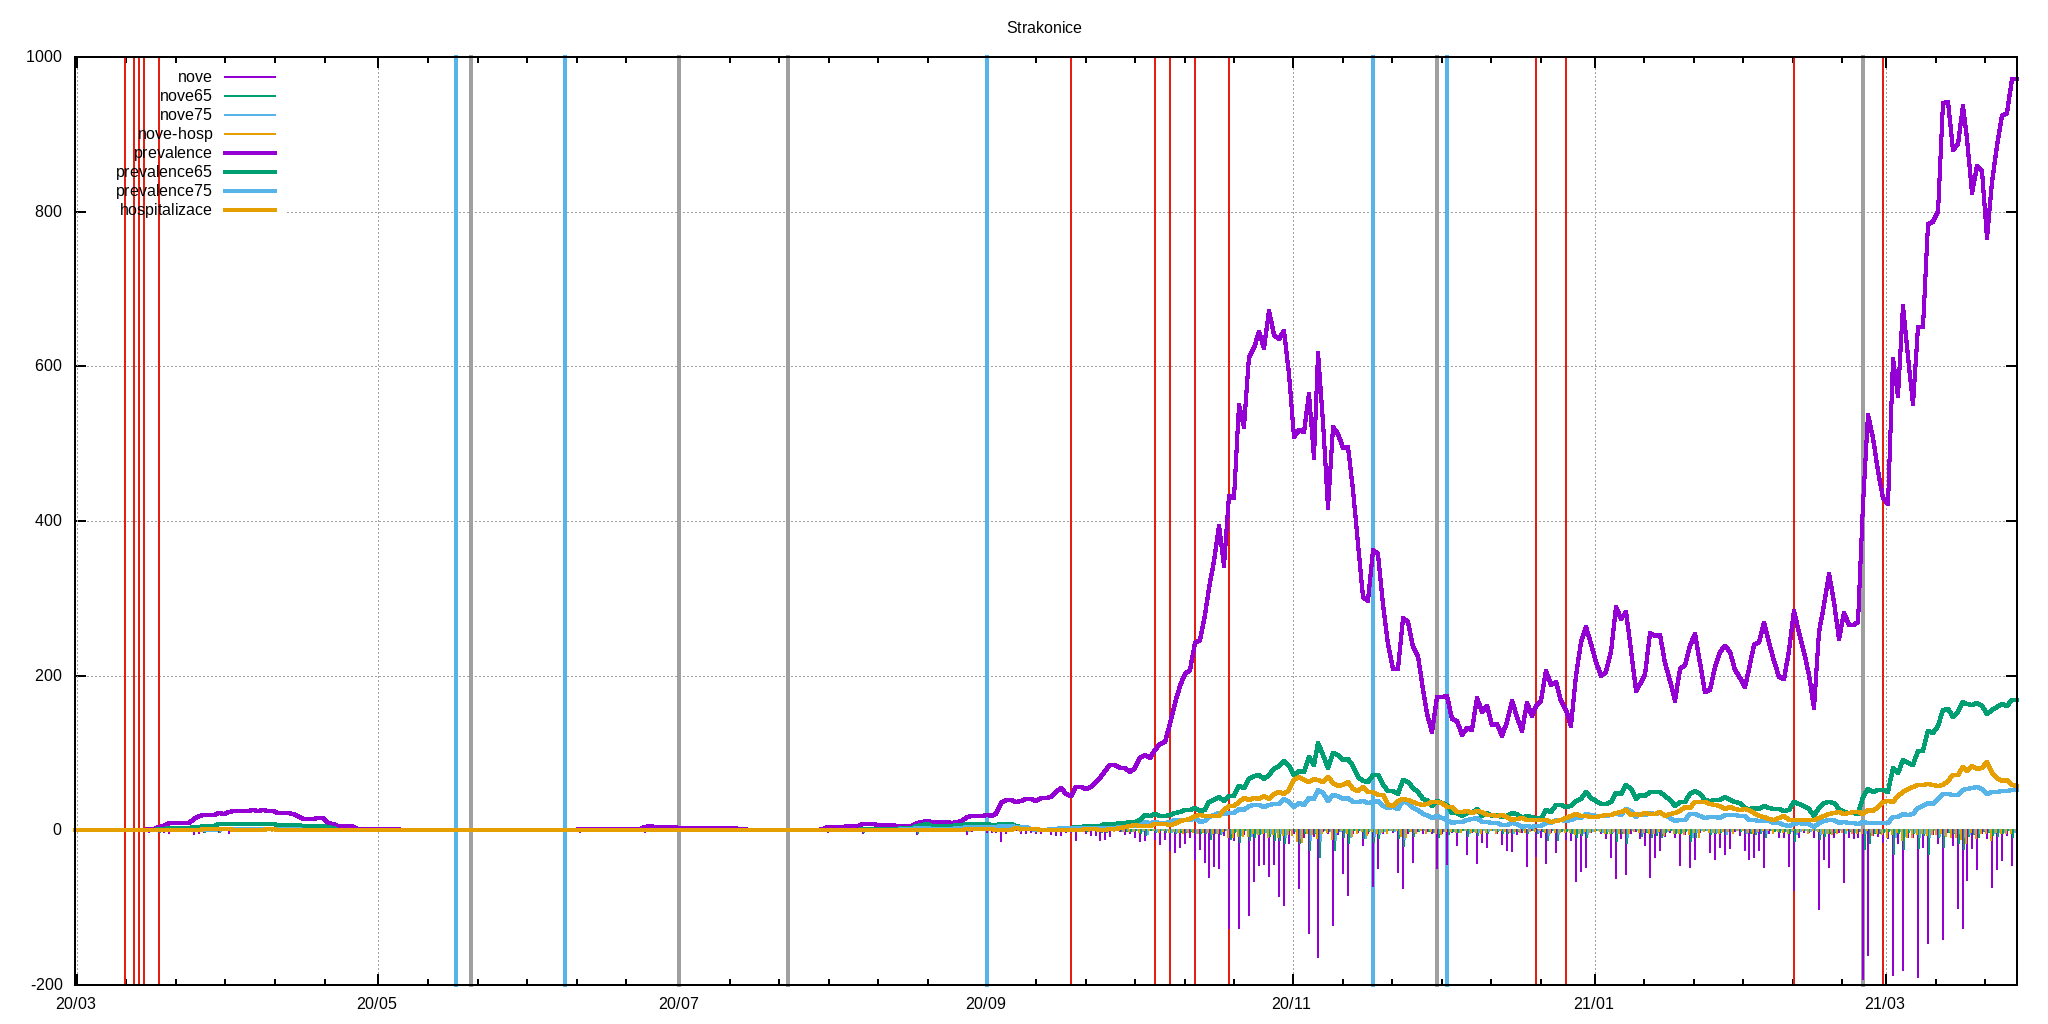 Strakonice
1000
nove
nove65
nove75
nove-hosp
prevalence
prevalence65
prevalence75
hospitalizace
800
600
400
200
0
-200
20/03 20/05 20/07 20/09 20/11 21/01 21/03